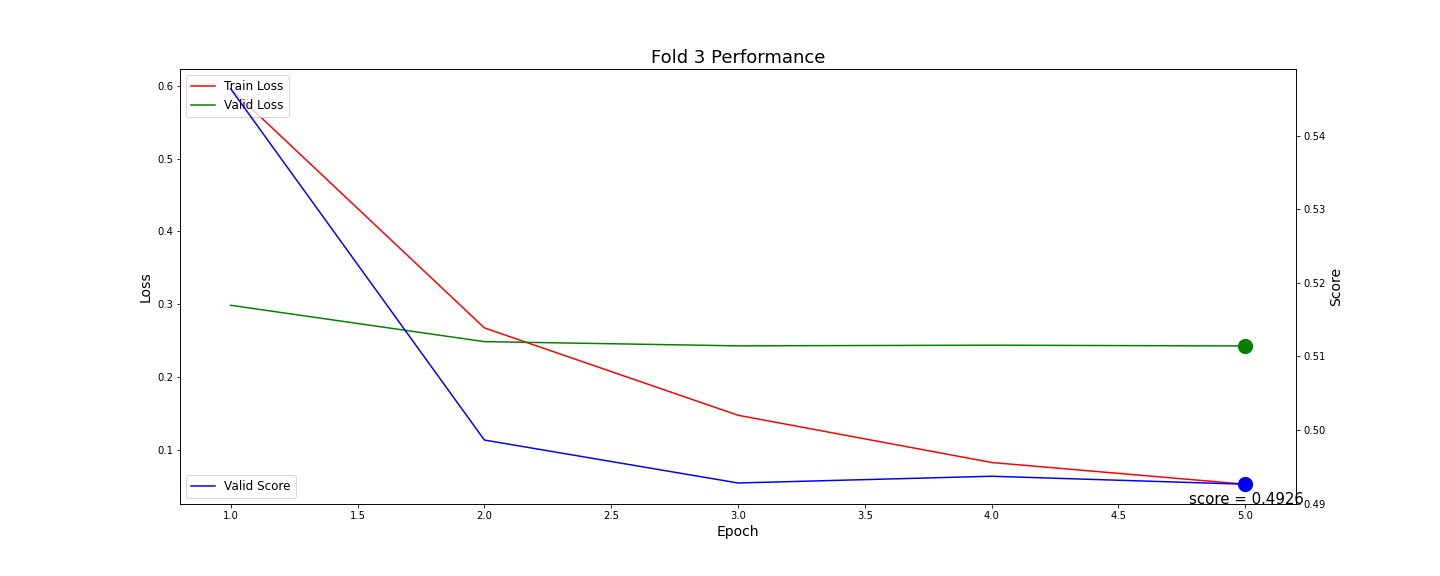 Fold 3 Performance
Train Loss
Valid Loss
Valid Score
Loss
0.6
0.5
0.4
0.3
0.2
0.1
Score
0.54
0.53
0.52
0.51
0.50
0.49
score = 0.4926
1.0 1.5 2.0 2.5 3.0 3.5 4.0 4.5 5.0
Epoch